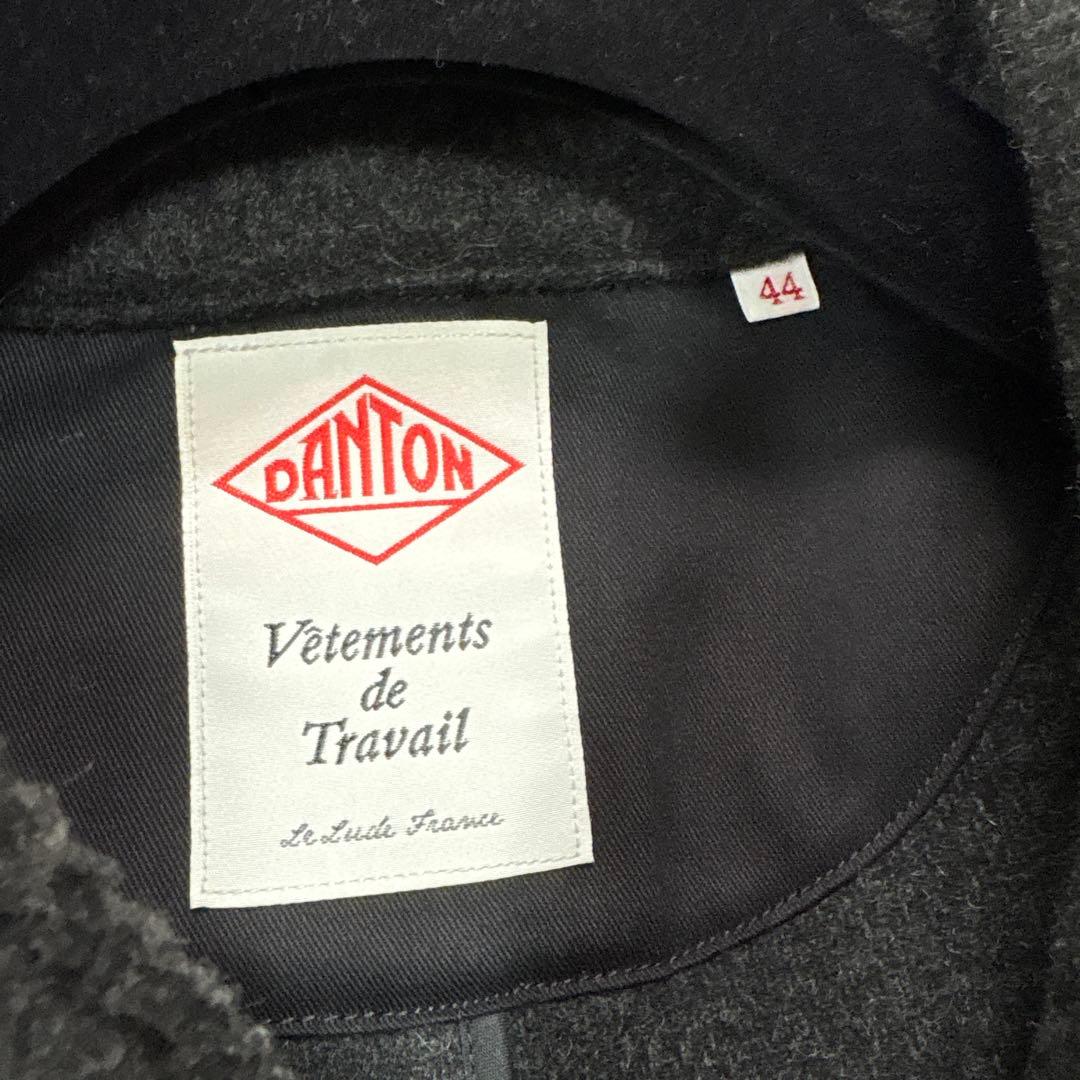 44
DANTON
Vêtements
de
Travail
Le Lude France